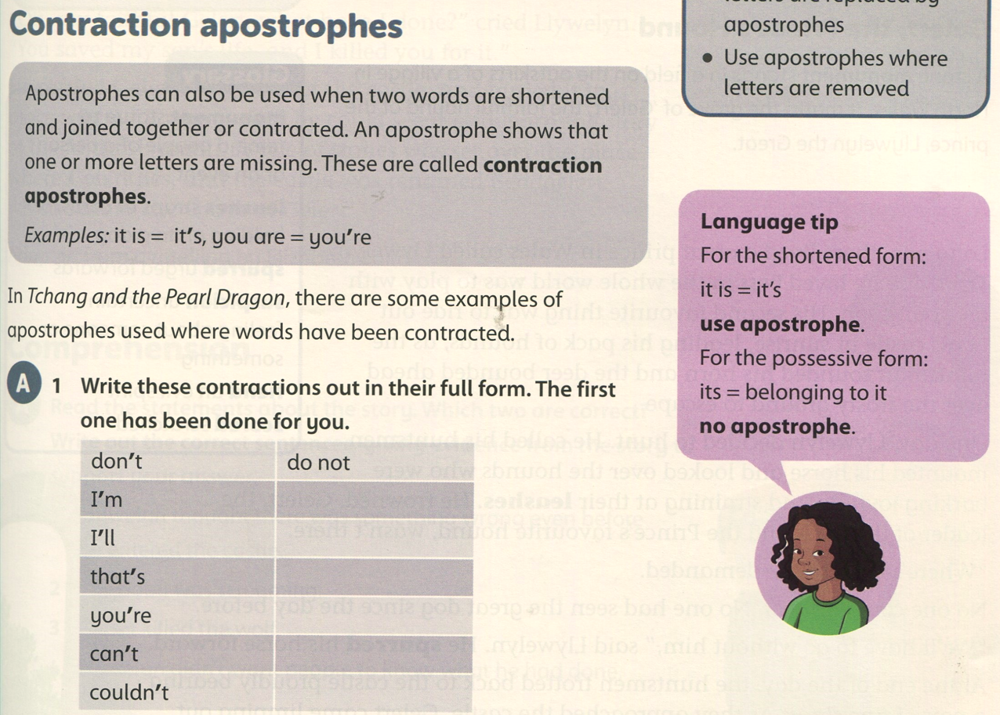 Contraction apostrophes
Apostrophes can also be used when two words are shortened
and joined together or contracted. An apostrophe shows that
one or more letters are missing. These are called contraction
apostrophes.
Examples: it is = it's, you are = you're
In Tchang and the Pearl Dragon, there are some examples of
apostrophes used where words have been contracted.
A 1 Write these contractions out in their full form. The first
one has been done for you.
don't do not
I'm
I'll
that's
you're
can't
couldn't
letters are replaced by
apostrophes
• Use apostrophes where
letters are removed
Language tip
For the shortened form:
it is = it's
use apostrophe.
For the possessive form:
its = belonging to it
no apostrophe.